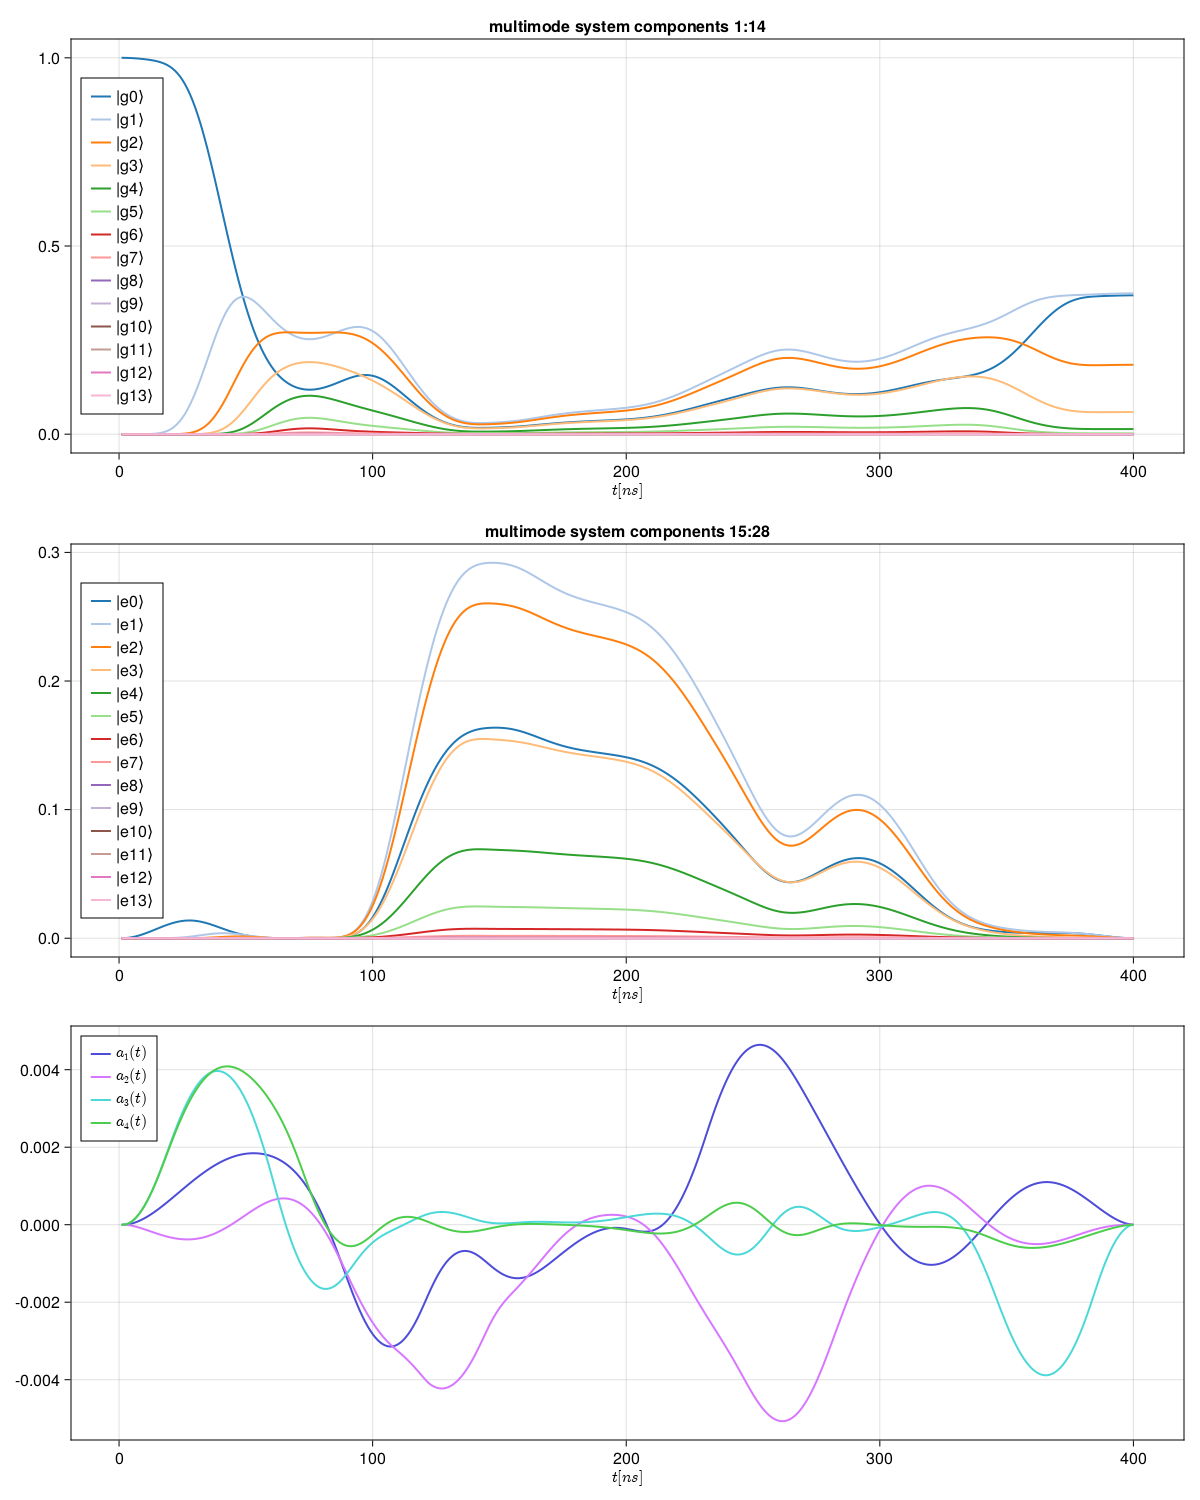 multimode system components 1:14
1.0
0.5
0.0
|g0⟩
|g1⟩
|g2⟩
|g3⟩
|g4⟩
|g5⟩
|g6⟩
|g7⟩
|g8⟩
|g9⟩
|g10⟩
|g11⟩
|g12⟩
|g13⟩
0 100 200 300 400
t[ns]
multimode system components 15:28
0.3
0.2
0.1
0.0
|e0⟩
|e1⟩
|e2⟩
|e3⟩
|e4⟩
|e5⟩
|e6⟩
|e7⟩
|e8⟩
|e9⟩
|e10⟩
|e11⟩
|e12⟩
|e13⟩
0 100 200 300 400
t[ns]
0.004
0.002
0.000
-0.002
-0.004
a₁(t)
a₂(t)
a₃(t)
a₄(t)
0 100 200 300 400
t[ns]